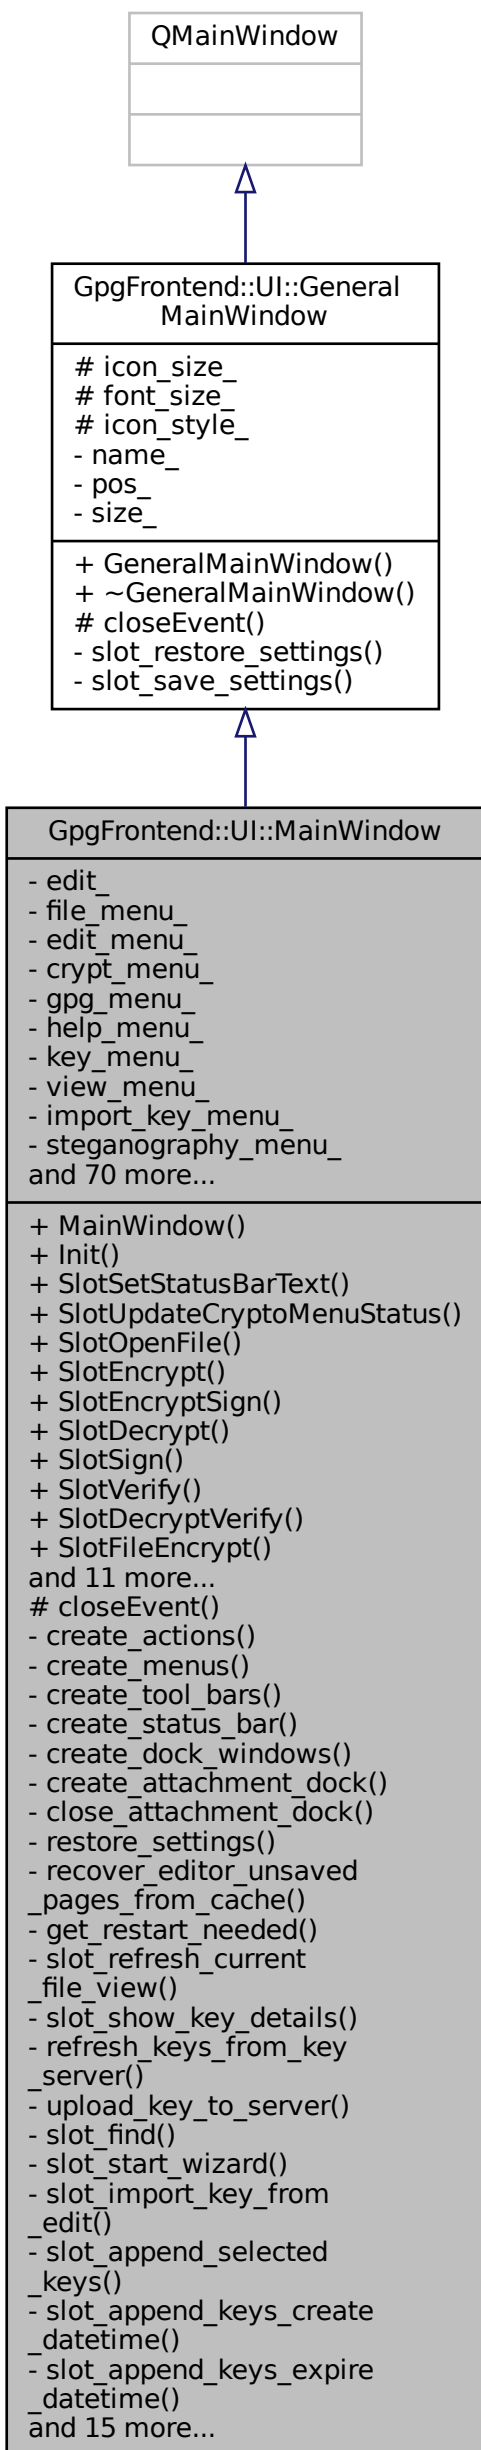 QMainWindow
GpgFrontend::UI::General
MainWindow
# icon_size_
# font_size_
# icon_style_
- name_
- pos_
- size_
+ GeneralMainWindow()
+ ~GeneralMainWindow()
# closeEvent()
- slot_restore_settings()
- slot_save_settings()
GpgFrontend::UI::MainWindow
- edit_
- file_menu_
- edit_menu_
- crypt_menu_
- gpg_menu_
- help_menu_
- key_menu_
- view_menu_
- import_key_menu_
- steganography_menu_
and 70 more...
+ MainWindow()
+ Init()
+ SlotSetStatusBarText()
+ SlotUpdateCryptoMenuStatus()
+ SlotOpenFile()
+ SlotEncrypt()
+ SlotEncryptSign()
+ SlotDecrypt()
+ SlotSign()
+ SlotVerify()
+ SlotDecryptVerify()
+ SlotFileEncrypt()
and 11 more...
# closeEvent()
- create_actions()
- create_menus()
- create_tool_bars()
- create_status_bar()
- create_dock_windows()
- create_attachment_dock()
- close_attachment_dock()
- restore_settings()
- recover_editor_unsaved
_pages_from_cache()
- get_restart_needed()
- slot_refresh_current
_file_view()
- slot_show_key_details()
- refresh_keys_from_key
_server()
- upload_key_to_server()
- slot_find()
- slot_start_wizard()
- slot_import_key_from
_edit()
- slot_append_selected
_keys()
- slot_append_keys_create
_datetime()
- slot_append_keys_expire
_datetime()
and 15 more...